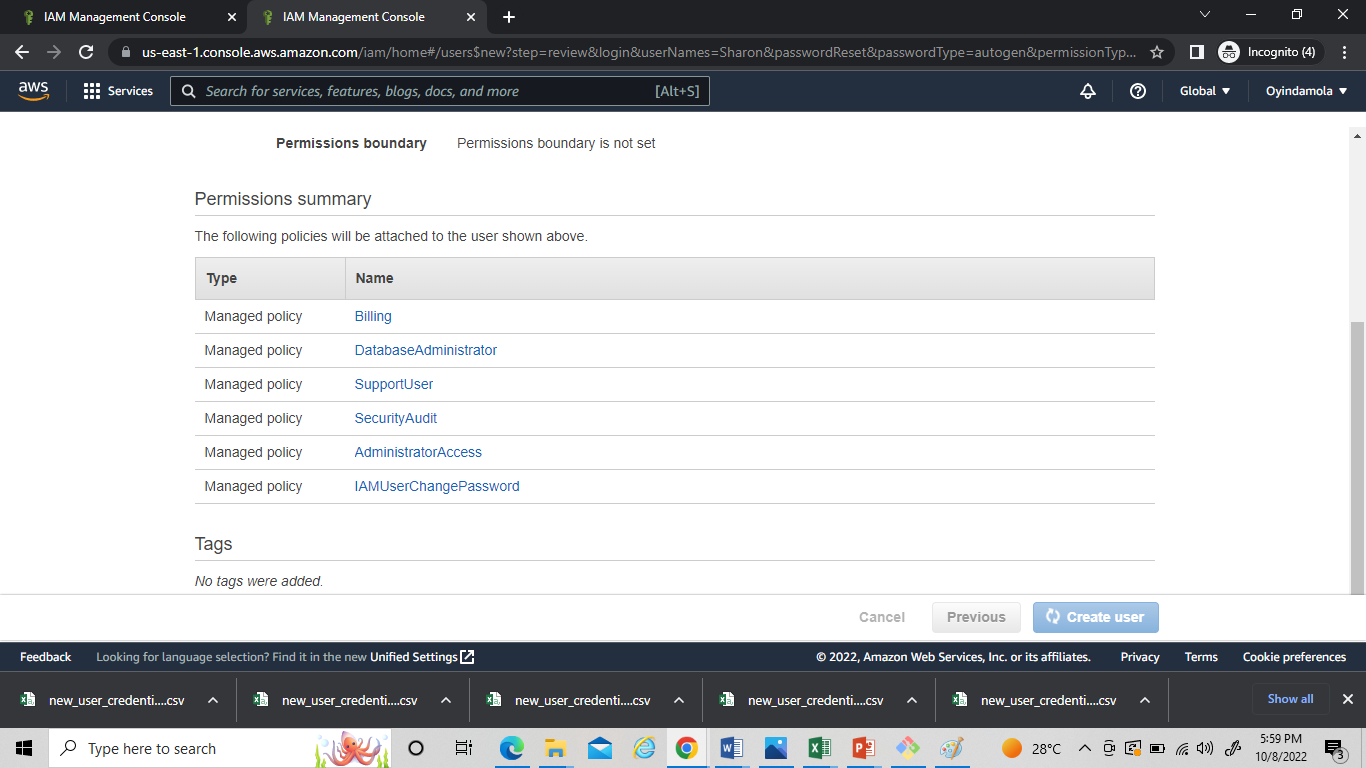 IAM Management Console
IAM Management Console
us-east-1.console.aws.amazon.com/iam/home#/users$new?step=review&login&userNames=Sharon&passwordReset&passwordType=autogen&permissionTyp...
Incognito (4)
aws
Services
Search for services, features, blogs, docs, and more
[Alt+S]
Global
Oyindamola
Permissions boundary
Permissions boundary is not set
Permissions summary
The following policies will be attached to the user shown above.
Type
Name
Managed policy
Billing
Managed policy
DatabaseAdministrator
Managed policy
SupportUser
Managed policy
SecurityAudit
Managed policy
AdministratorAccess
Managed policy
IAMUserChangePassword
Tags
No tags were added.
Cancel
Previous
Create user
Feedback
Looking for language selection? Find it in the new Unified Settings
© 2022, Amazon Web Services, Inc. or its affiliates.
Privacy
Terms
Cookie preferences
new_user_credenti....csv
new_user_credenti....csv
new_user_credenti....csv
new_user_credenti....csv
new_user_credenti....csv
Show all
Type here to search
28°C
5:59 PM
10/8/2022
3